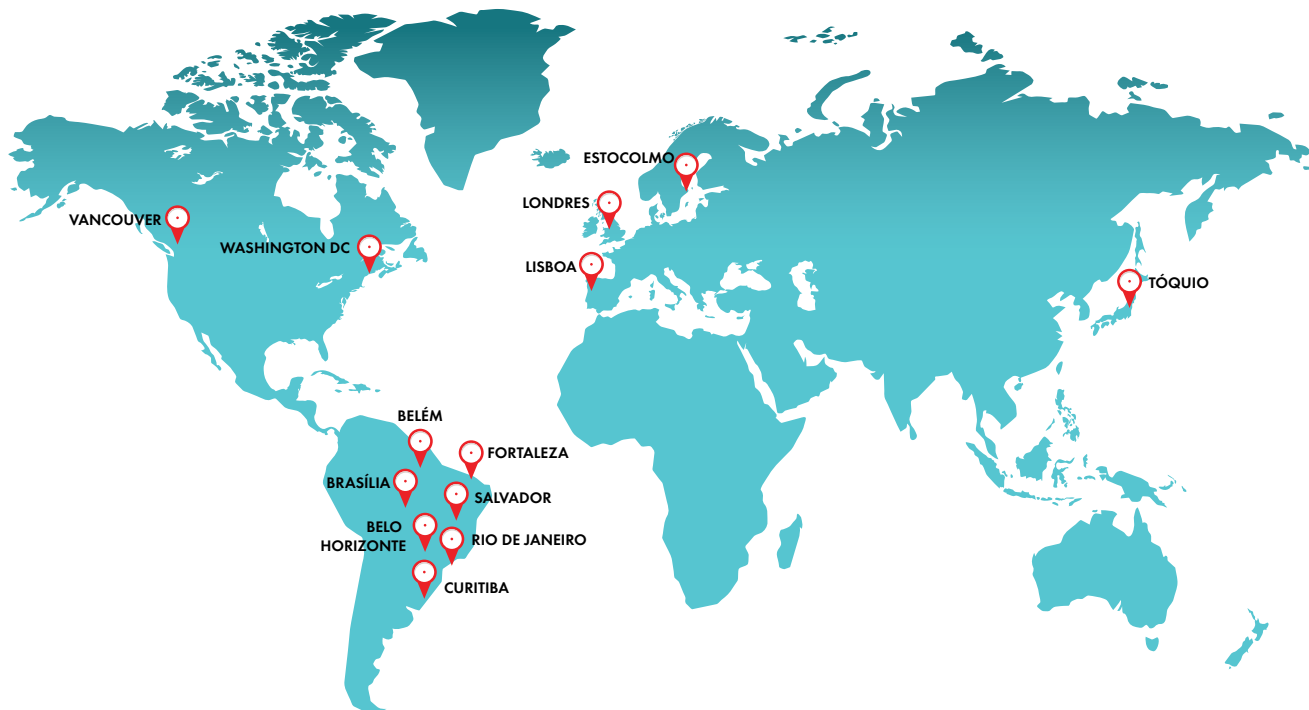 ESTOCOLMO
LONDRES
VANCOUVER
WASHINGTON DC
LISBOA
TÓQUIO
BELÉM
FORTALEZA
BRASÍLIA
SALVADOR
BELO
HORIZONTE
RIO DE JANEIRO
CURITIBA